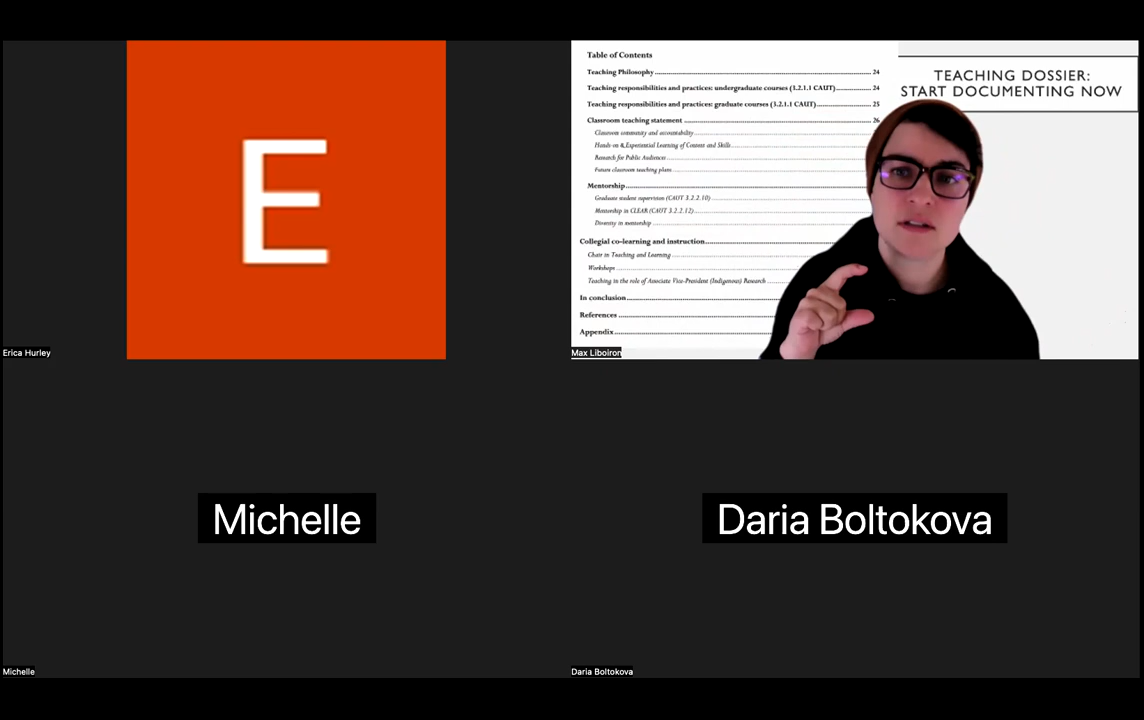 E
Erica Hurley
Table of Contents
Teaching Philosophy 24
Teaching responsibilities and practices: undergraduate courses (3.2.1.1 CAUT) 24
Teaching responsibilities and practices: graduate courses (3.2.1.1 CAUT) 25
Classroom teaching statement 26
Classroom community and accountability
Hands-on & Experiential Learning of Content and Skills
Research for Public Audiences
Future classroom teaching plans
Mentorship
Graduate student supervision (CAUT 3.2.2.10)
Mentorship in CLEAR (CAUT 3.2.2.12)
Diversity in mentorship
Collegial co-learning and instruction
Chair in Teaching and Learning
Workshops
Teaching in the role of Associate Vice-President (Indigenous) Research
In conclusion
References
Appendix
TEACHING DOSSIER:
START DOCUMENTING NOW
Max Liboiron
Michelle
Michelle
Daria Boltokova
Daria Boltokova